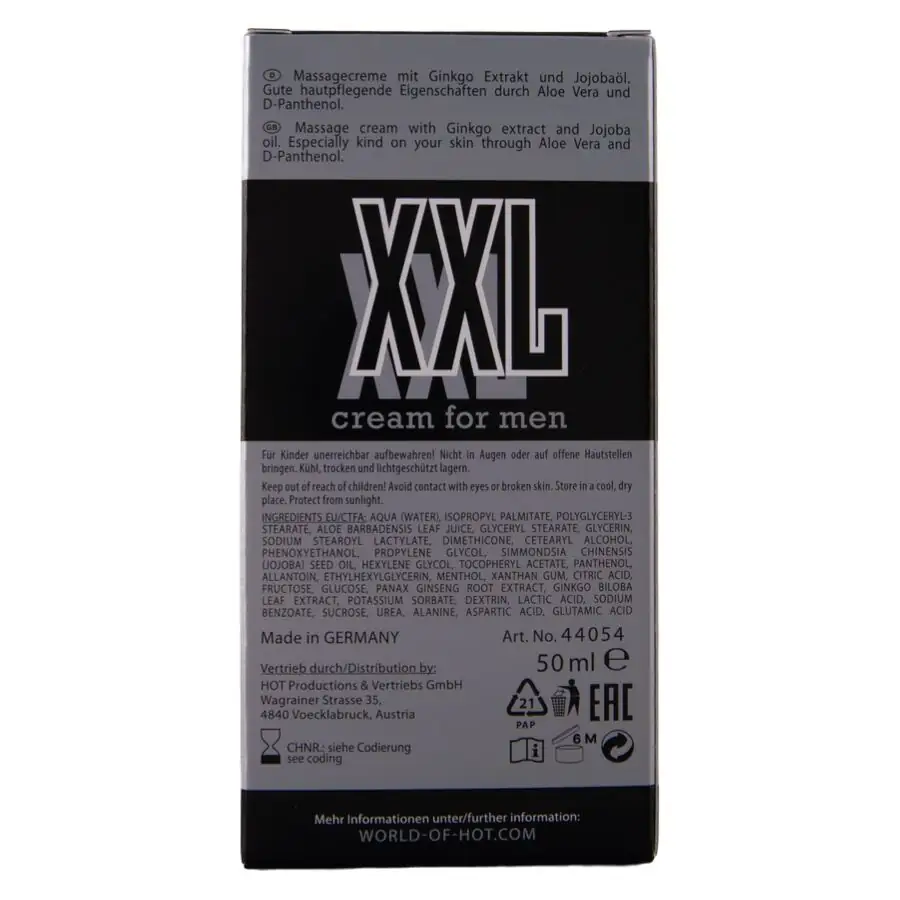 D Massagecreme mit Ginkgo Extrakt und Jojobaöl.
Gute hautpflegende Eigenschaften durch Aloe Vera und
D-Panthenol.
GB Massage cream with Ginkgo extract and Jojoba
oil. Especially kind on your skin through Aloe Vera and
D-Panthenol.
XXL
XXL
cream for men
Für Kinder unerreichbar aufbewahren! Nicht in Augen oder auf offene Hautstellen
bringen. Kühl, trocken und lichtgeschützt lagern.
Keep out of reach of children! Avoid contact with eyes or broken skin. Store in a cool, dry
place. Protect from sunlight.
INGREDIENTS EU/CTFA: AQUA (WATER), ISOPROPYL PALMITATE, POLYGLYCERYL-3
STEARATE, ALOE BARBADENSIS LEAF JUICE, GLYCERYL STEARATE, GLYCERIN,
SODIUM STEAROYL LACTYLATE, DIMETHICONE, CETEARYL ALCOHOL,
PHENOXYETHANOL, PROPYLENE GLYCOL, SIMMONDSIA CHINENSIS
(JOJOBA) SEED OIL, HEXYLENE GLYCOL, TOCOPHERYL ACETATE, PANTHENOL,
ALLANTOIN, ETHYLHEXYLGLYCERIN, MENTHOL, XANTHAN GUM, CITRIC ACID,
FRUCTOSE, GLUCOSE, PANAX GINSENG ROOT EXTRACT, GINKGO BILOBA
LEAF EXTRACT, POTASSIUM SORBATE, DEXTRIN, LACTIC ACID, SODIUM
BENZOATE, SUCROSE, UREA, ALANINE, ASPARTIC ACID, GLUTAMIC ACID
Made in GERMANY
Art. No. 44054
50 ml ℮
Vertrieb durch/Distribution by:
HOT Productions & Vertriebs GmbH
Wagrainer Strasse 35,
4840 Voecklabruck, Austria
21
PAP
EAC
CHNR.: siehe Codierung
see coding
i
6 M
Mehr Informationen unter/further information:
WORLD-OF-HOT.COM